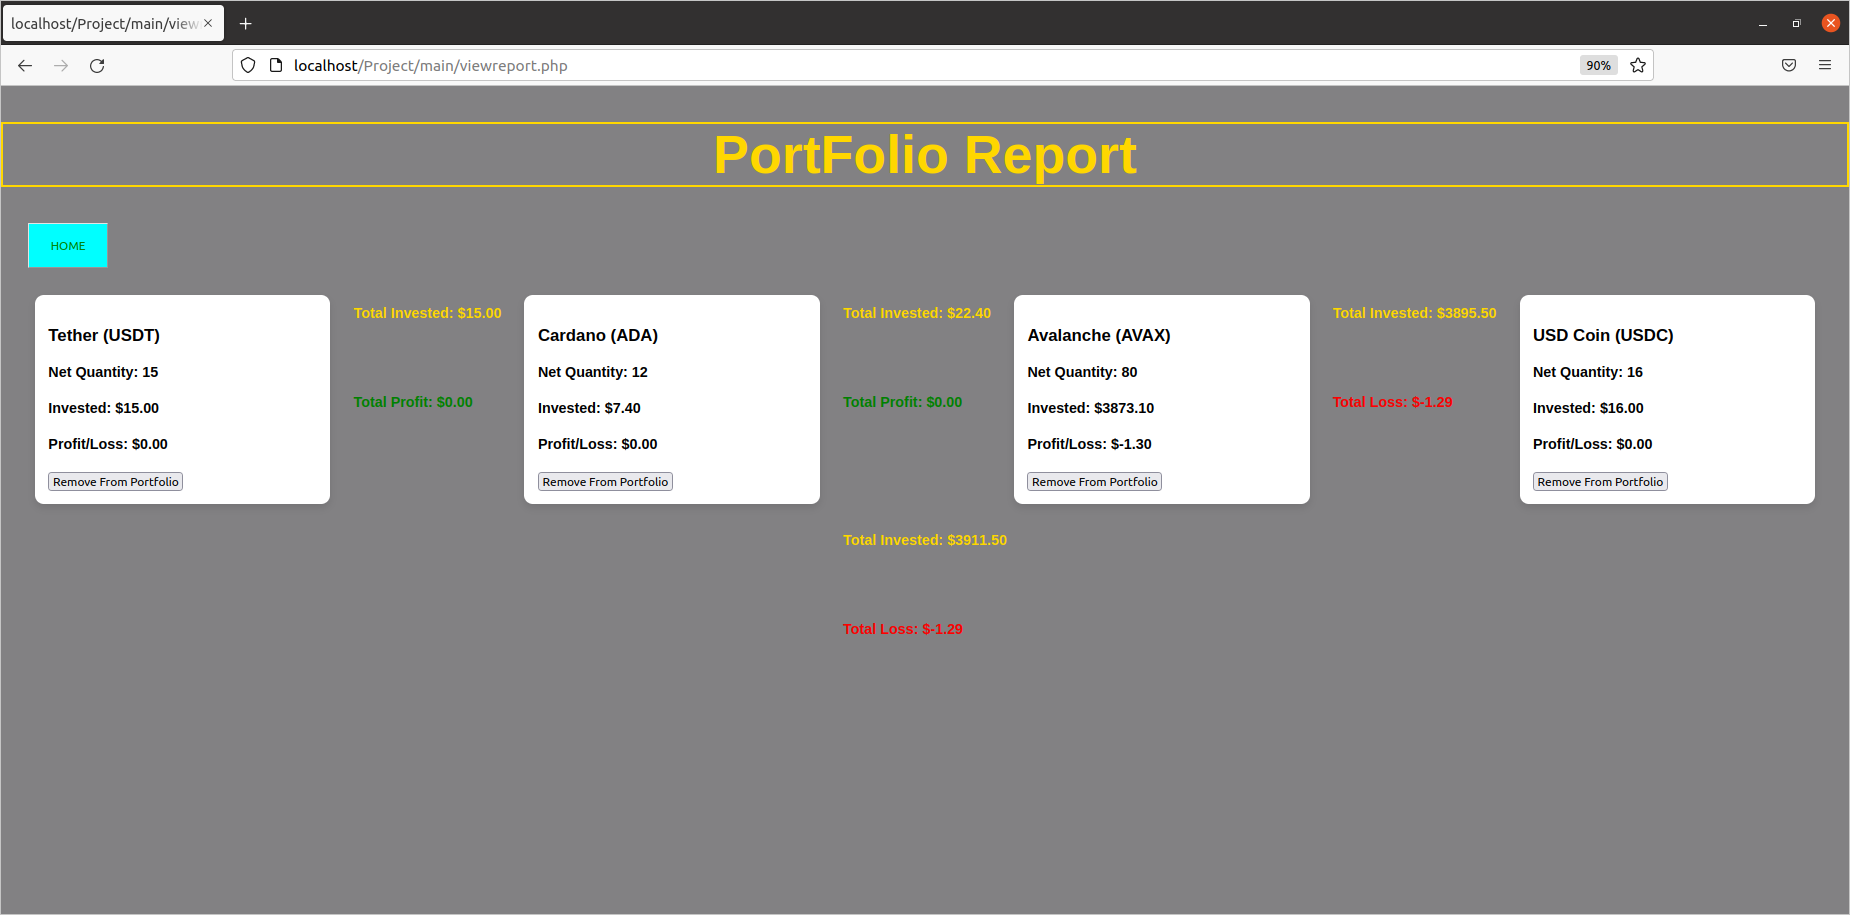 localhost/Project/main/view
localhost/Project/main/viewreport.php
90%
PortFolio Report
HOME
Tether (USDT)
Net Quantity: 15
Invested: $15.00
Profit/Loss: $0.00
Remove From Portfolio
Total Invested: $15.00
Total Profit: $0.00
Cardano (ADA)
Net Quantity: 12
Invested: $7.40
Profit/Loss: $0.00
Remove From Portfolio
Total Invested: $22.40
Total Profit: $0.00
Avalanche (AVAX)
Net Quantity: 80
Invested: $3873.10
Profit/Loss: $-1.30
Remove From Portfolio
Total Invested: $3895.50
Total Loss: $-1.29
USD Coin (USDC)
Net Quantity: 16
Invested: $16.00
Profit/Loss: $0.00
Remove From Portfolio
Total Invested: $3911.50
Total Loss: $-1.29